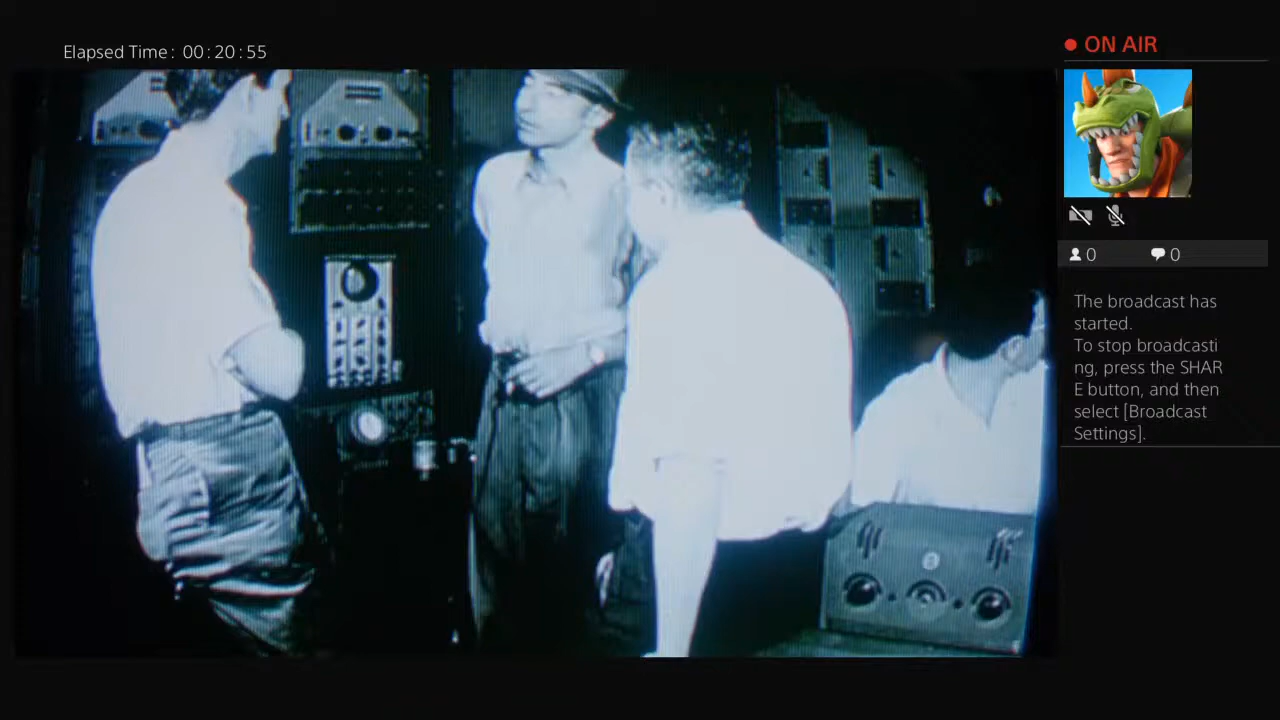 Elapsed Time: 00:20:55
ON AIR
0
0
The broadcast has
started.
To stop broadcasti
ng, press the SHAR
E button, and then
select [Broadcast
Settings].